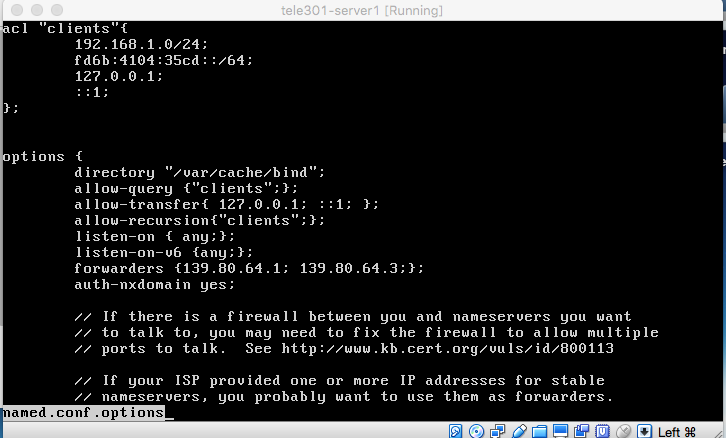 tele301-server1 [Running]
acl "clients"{
192.168.1.0/24;
fd6b:4104:35cd::/64;
127.0.0.1;
::1;
};
options {
directory "/var/cache/bind";
allow-query {"clients";};
allow-transfer{ 127.0.0.1; ::1; };
allow-recursion{"clients";};
listen-on { any;};
listen-on-v6 {any;};
forwarders {139.80.64.1; 139.80.64.3;};
auth-nxdomain yes;
// If there is a firewall between you and nameservers you want
// to talk to, you may need to fix the firewall to allow multiple
// ports to talk.  See http://www.kb.cert.org/vuls/id/800113
// If your ISP provided one or more IP addresses for stable
// nameservers, you probably want to use them as forwarders.
named.conf.options
Left ⌘